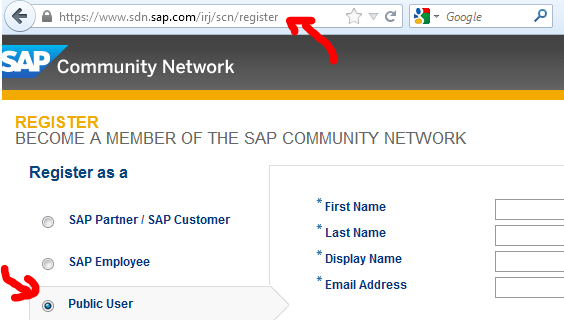 https://www.sdn.sap.com/irj/scn/register
Google
SAP Community Network
REGISTER
BECOME A MEMBER OF THE SAP COMMUNITY NETWORK
Register as a
SAP Partner / SAP Customer
SAP Employee
Public User
* First Name
* Last Name
* Display Name
* Email Address